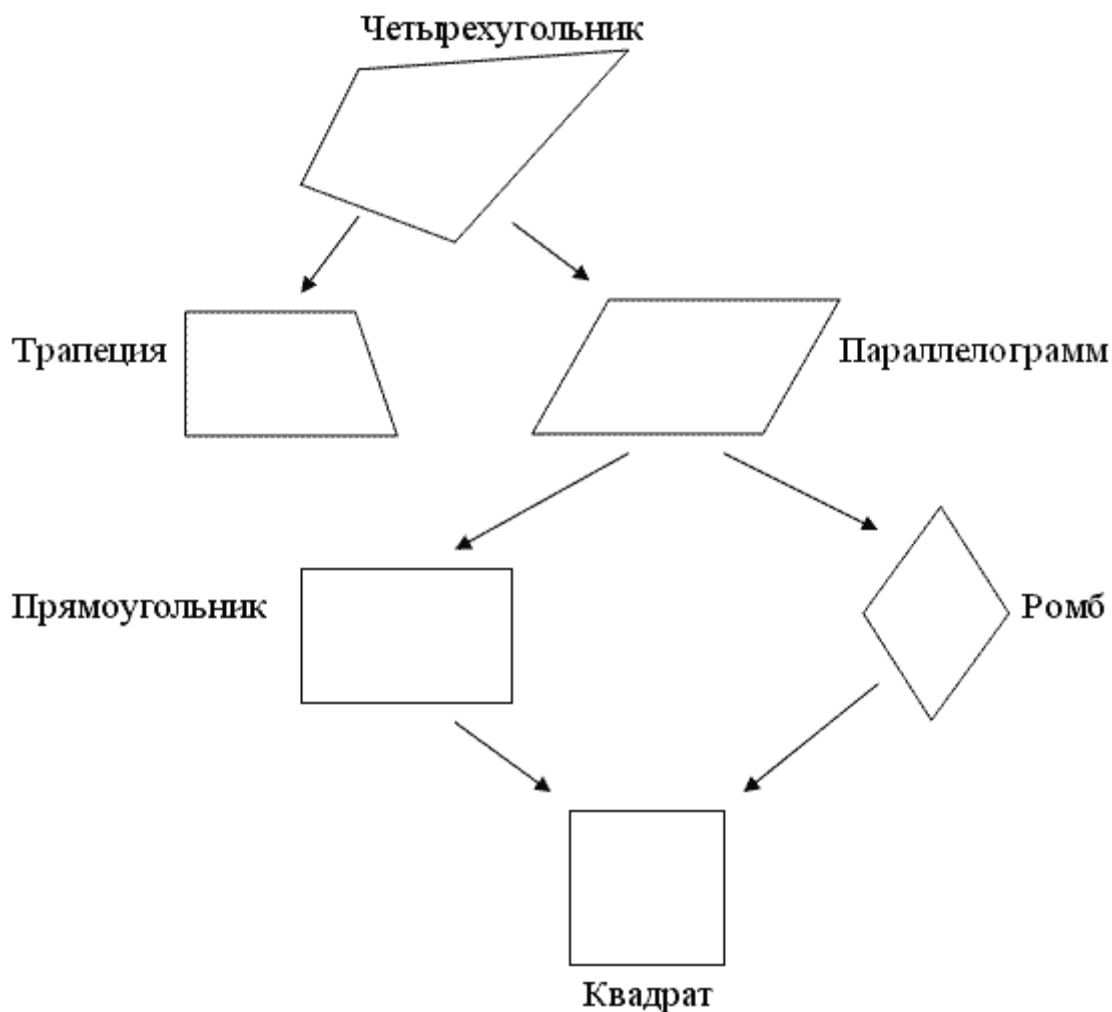 Четырехугольник
Трапеция
Параллелограмм
Прямоугольник
Ромб
Квадрат